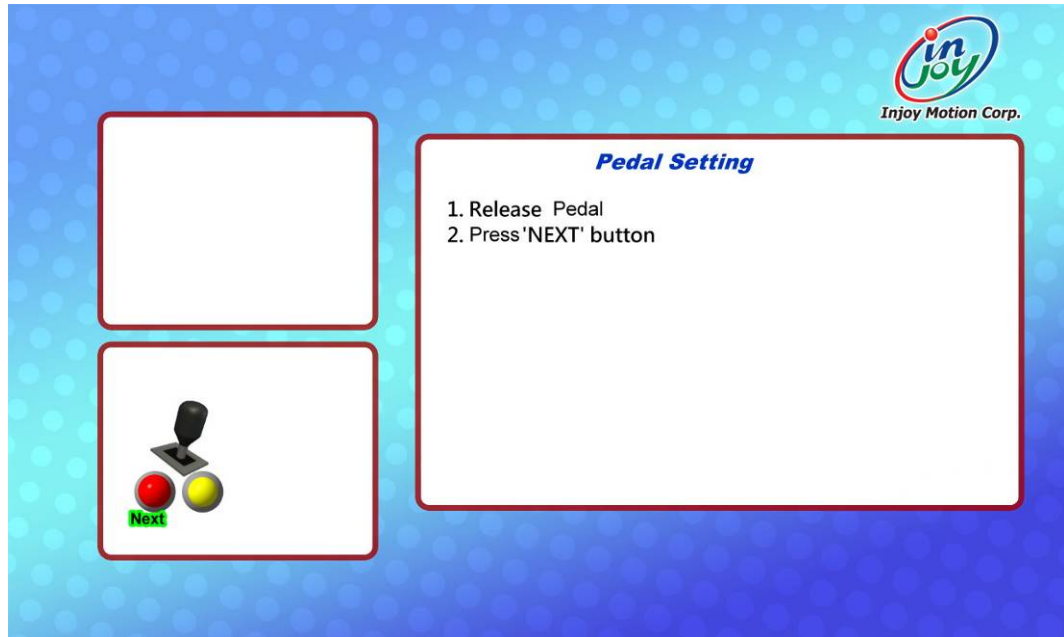 in
joy
Injoy Motion Corp.
Pedal Setting
1. Release Pedal
2. Press 'NEXT' button
Next